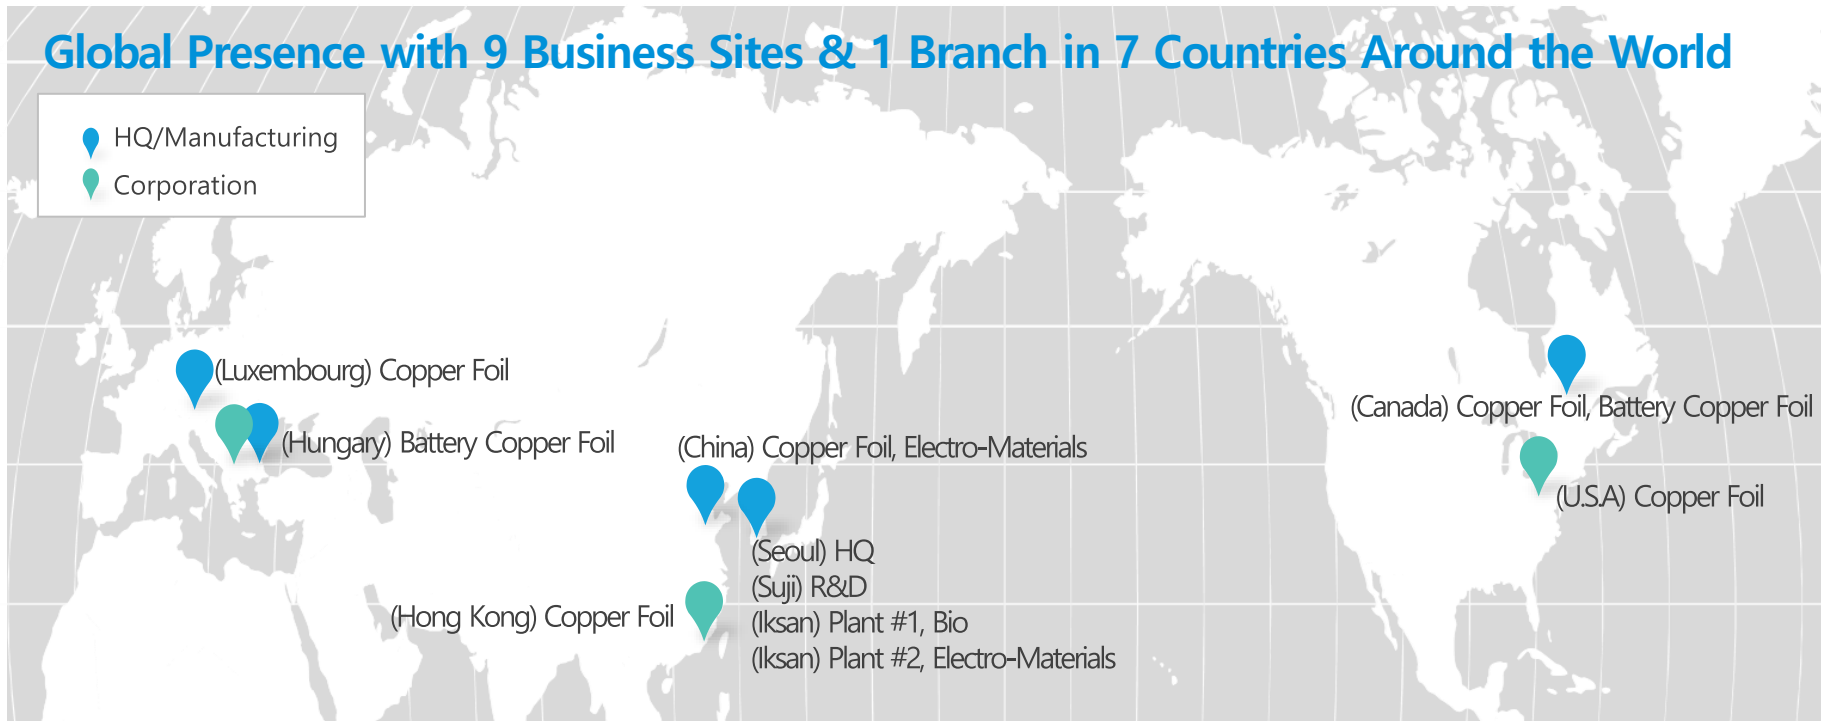 Global Presence with 9 Business Sites & 1 Branch in 7 Countries Around the World
HQ/Manufacturing
Corporation
(Luxembourg) Copper Foil
(Hungary) Battery Copper Foil
(China) Copper Foil, Electro-Materials
(Seoul) HQ
(Suji) R&D
(Iksan) Plant #1, Bio
(Iksan) Plant #2, Electro-Materials
(Hong Kong) Copper Foil
(Canada) Copper Foil, Battery Copper Foil
(U.S.A) Copper Foil